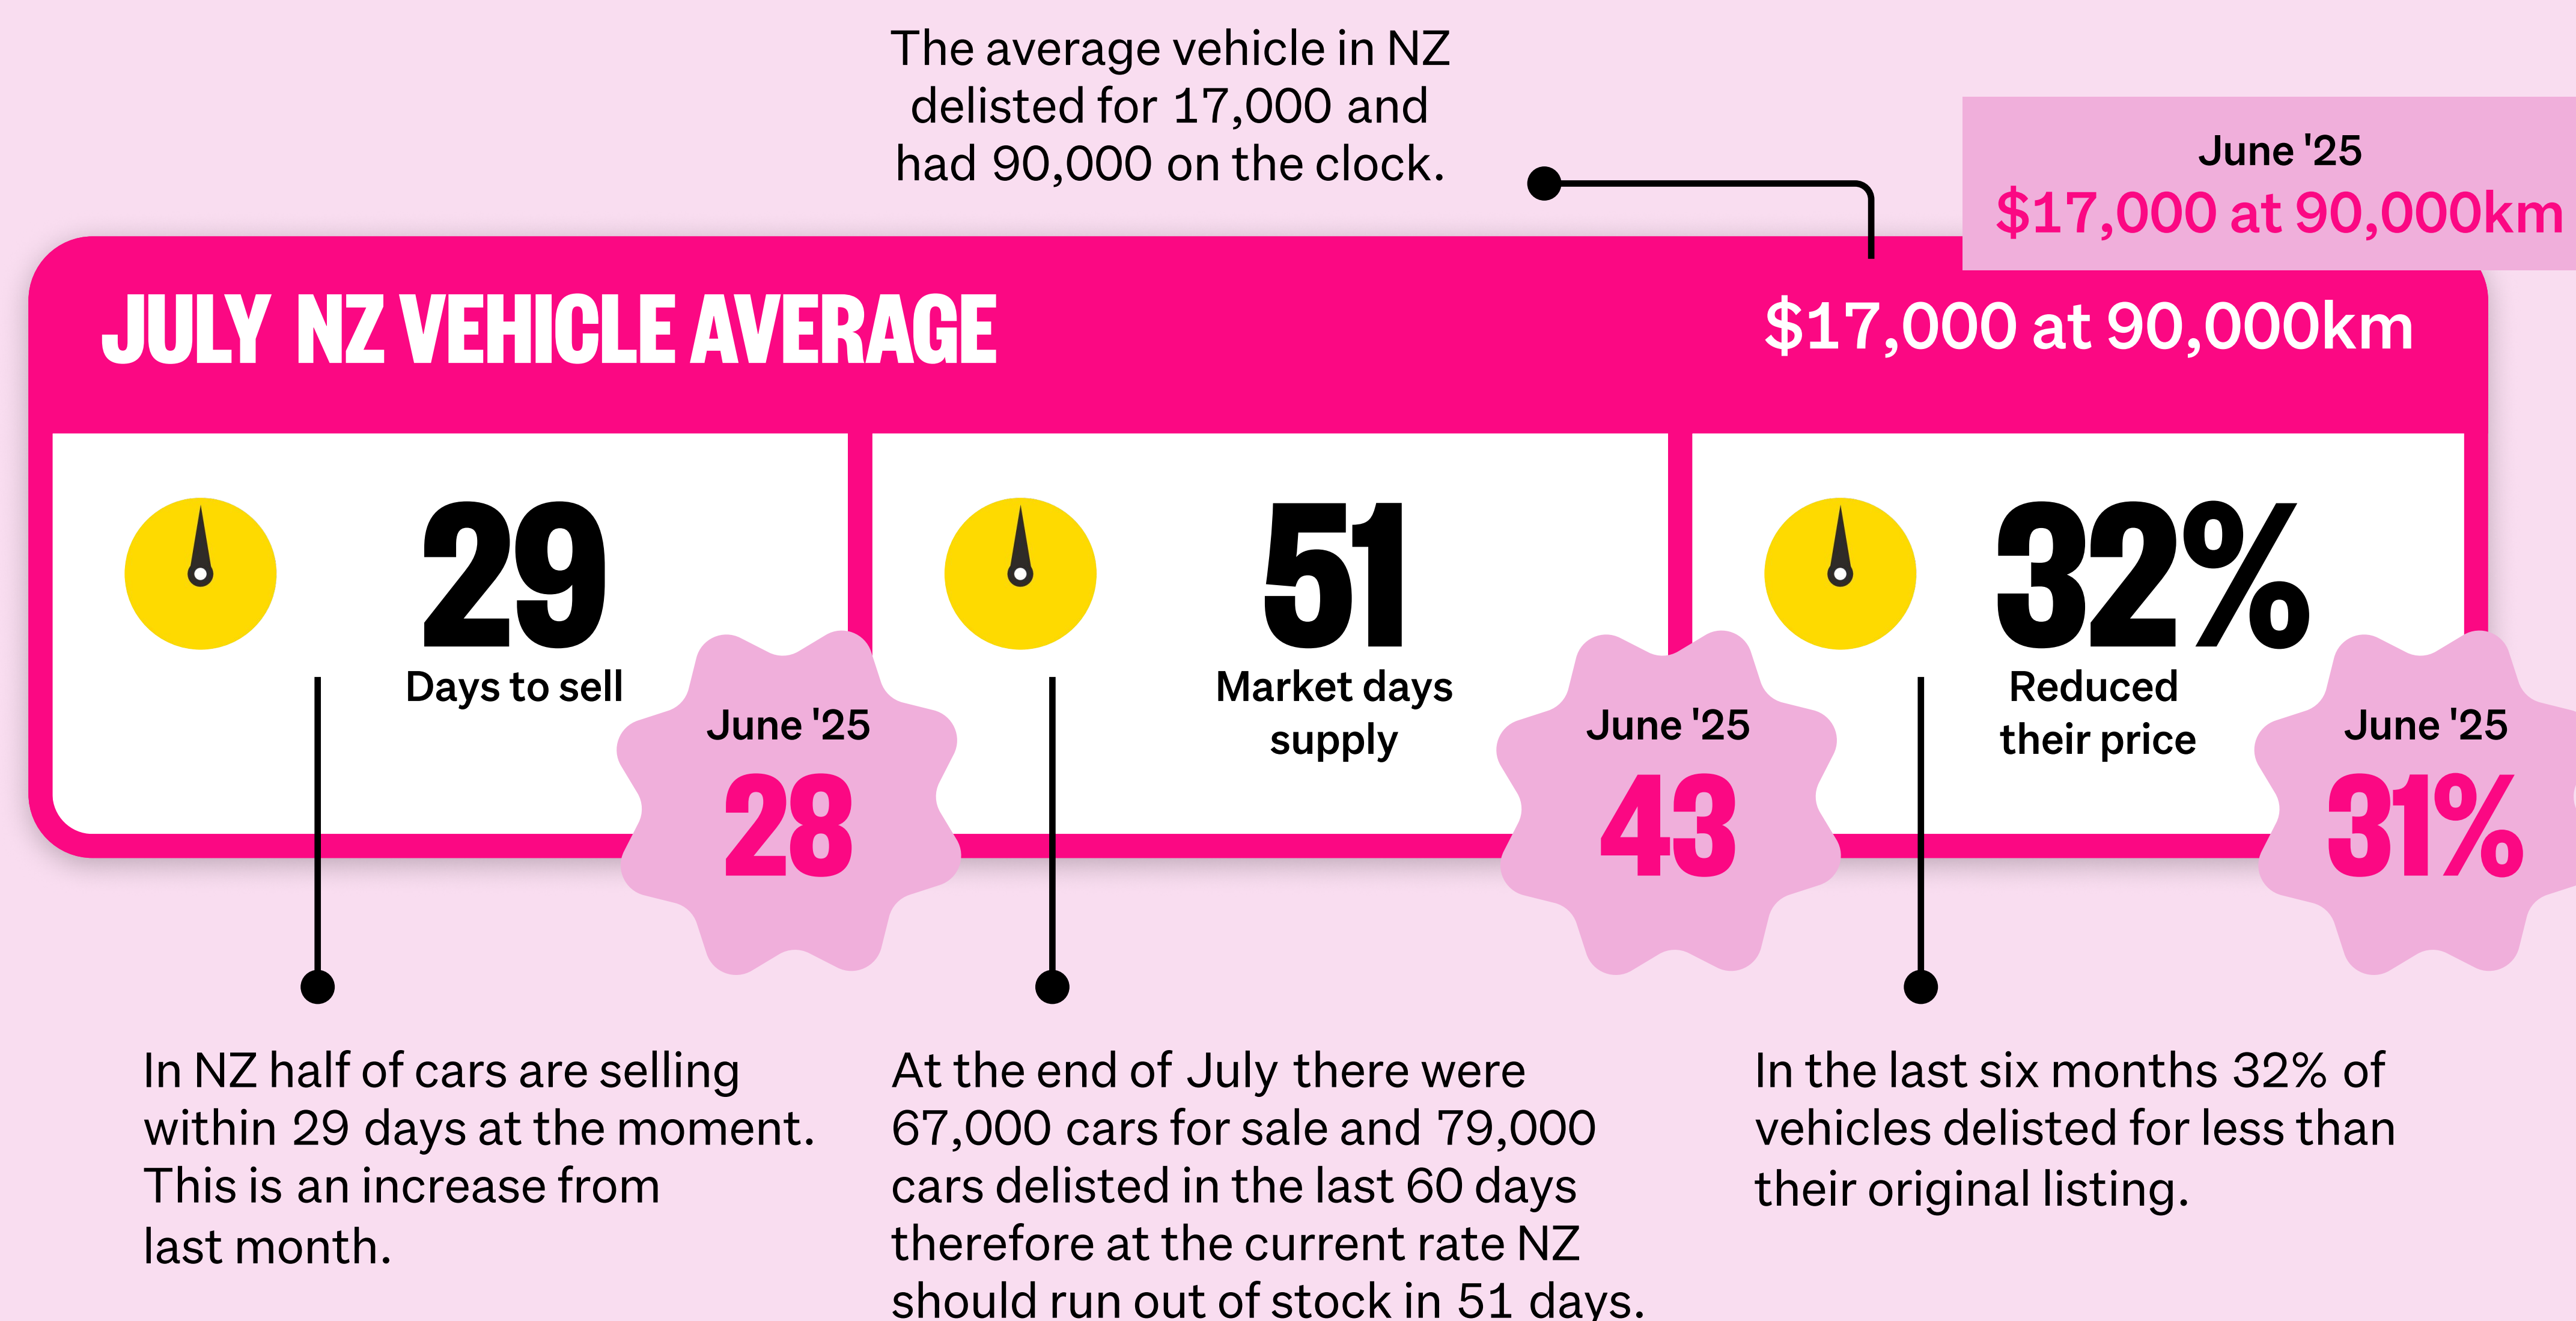 The average vehicle in NZ
delisted for 17,000 and
had 90,000 on the clock.
June '25
$17,000 at 90,000km
JULY NZ VEHICLE AVERAGE
$17,000 at 90,000km
29
Days to sell
June '25
28
51
Market days
supply
June '25
43
32%
Reduced
their price
June '25
31%
In NZ half of cars are selling
within 29 days at the moment.
This is an increase from
last month.
At the end of July there were
67,000 cars for sale and 79,000
cars delisted in the last 60 days
therefore at the current rate NZ
should run out of stock in 51 days.
In the last six months 32% of
vehicles delisted for less than
their original listing.